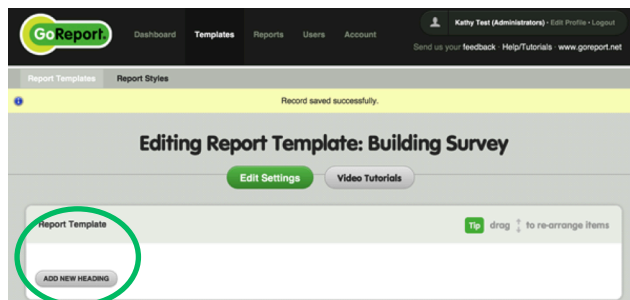 GoReport.
Dashboard Templates Reports Users Account
Kathy Test (Administrators) - Edit Profile - Logout
Send us your feedback · Help/Tutorials · www.goreport.net
Report Templates Report Styles
Record saved successfully.
Editing Report Template: Building Survey
Edit Settings Video Tutorials
Report Template
Tip drag to re-arrange items
ADD NEW HEADING